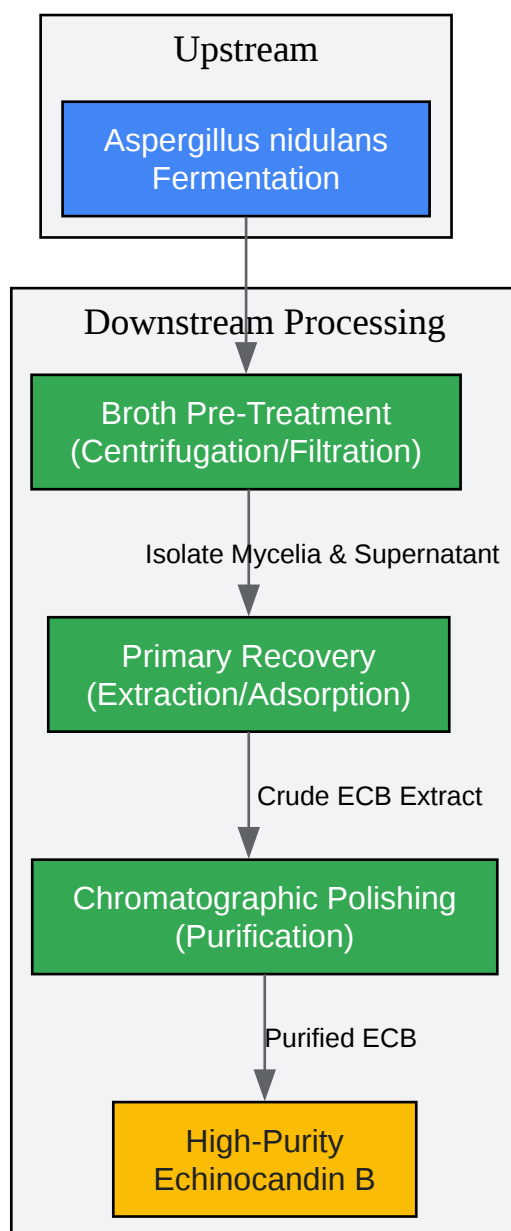 Upstream
Aspergillus nidulans
Fermentation
Downstream Processing
Broth Pre-Treatment
(Centrifugation/Filtration)
Isolate Mycelia & Supernatant
Primary Recovery
(Extraction/Adsorption)
Crude ECB Extract
Chromatographic Polishing
(Purification)
Purified ECB
High-Purity
Echinocandin B